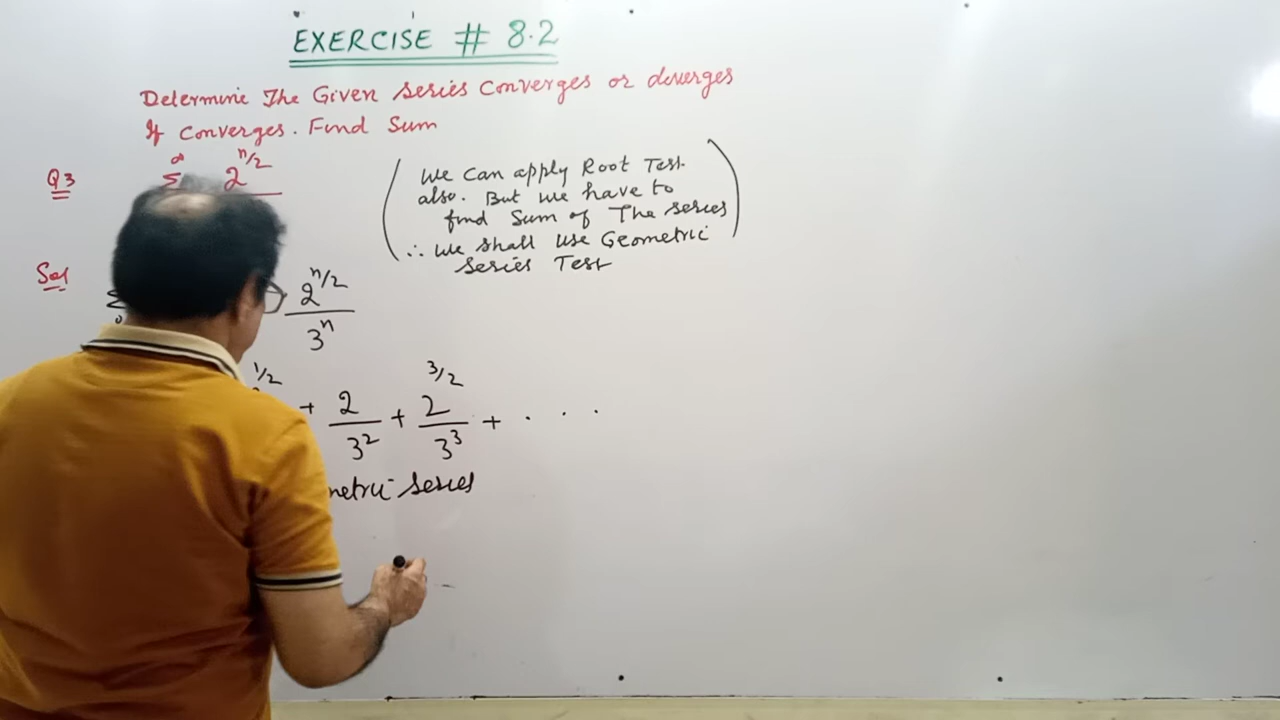 EXERCISE # 8.2
Determine The Given Series Converges or diverges
If Converges. Find Sum
Q3 ∞ Σ 2^{n/2}
(We Can apply Root Test
also. But we have to
find Sum of The series
∴ We Shall Use Geometric
Series Test)
Sol 2^{n/2} / 3^n
1/2 + 2/3^2 + 2^{3/2}/3^3 + . . .
metric Series